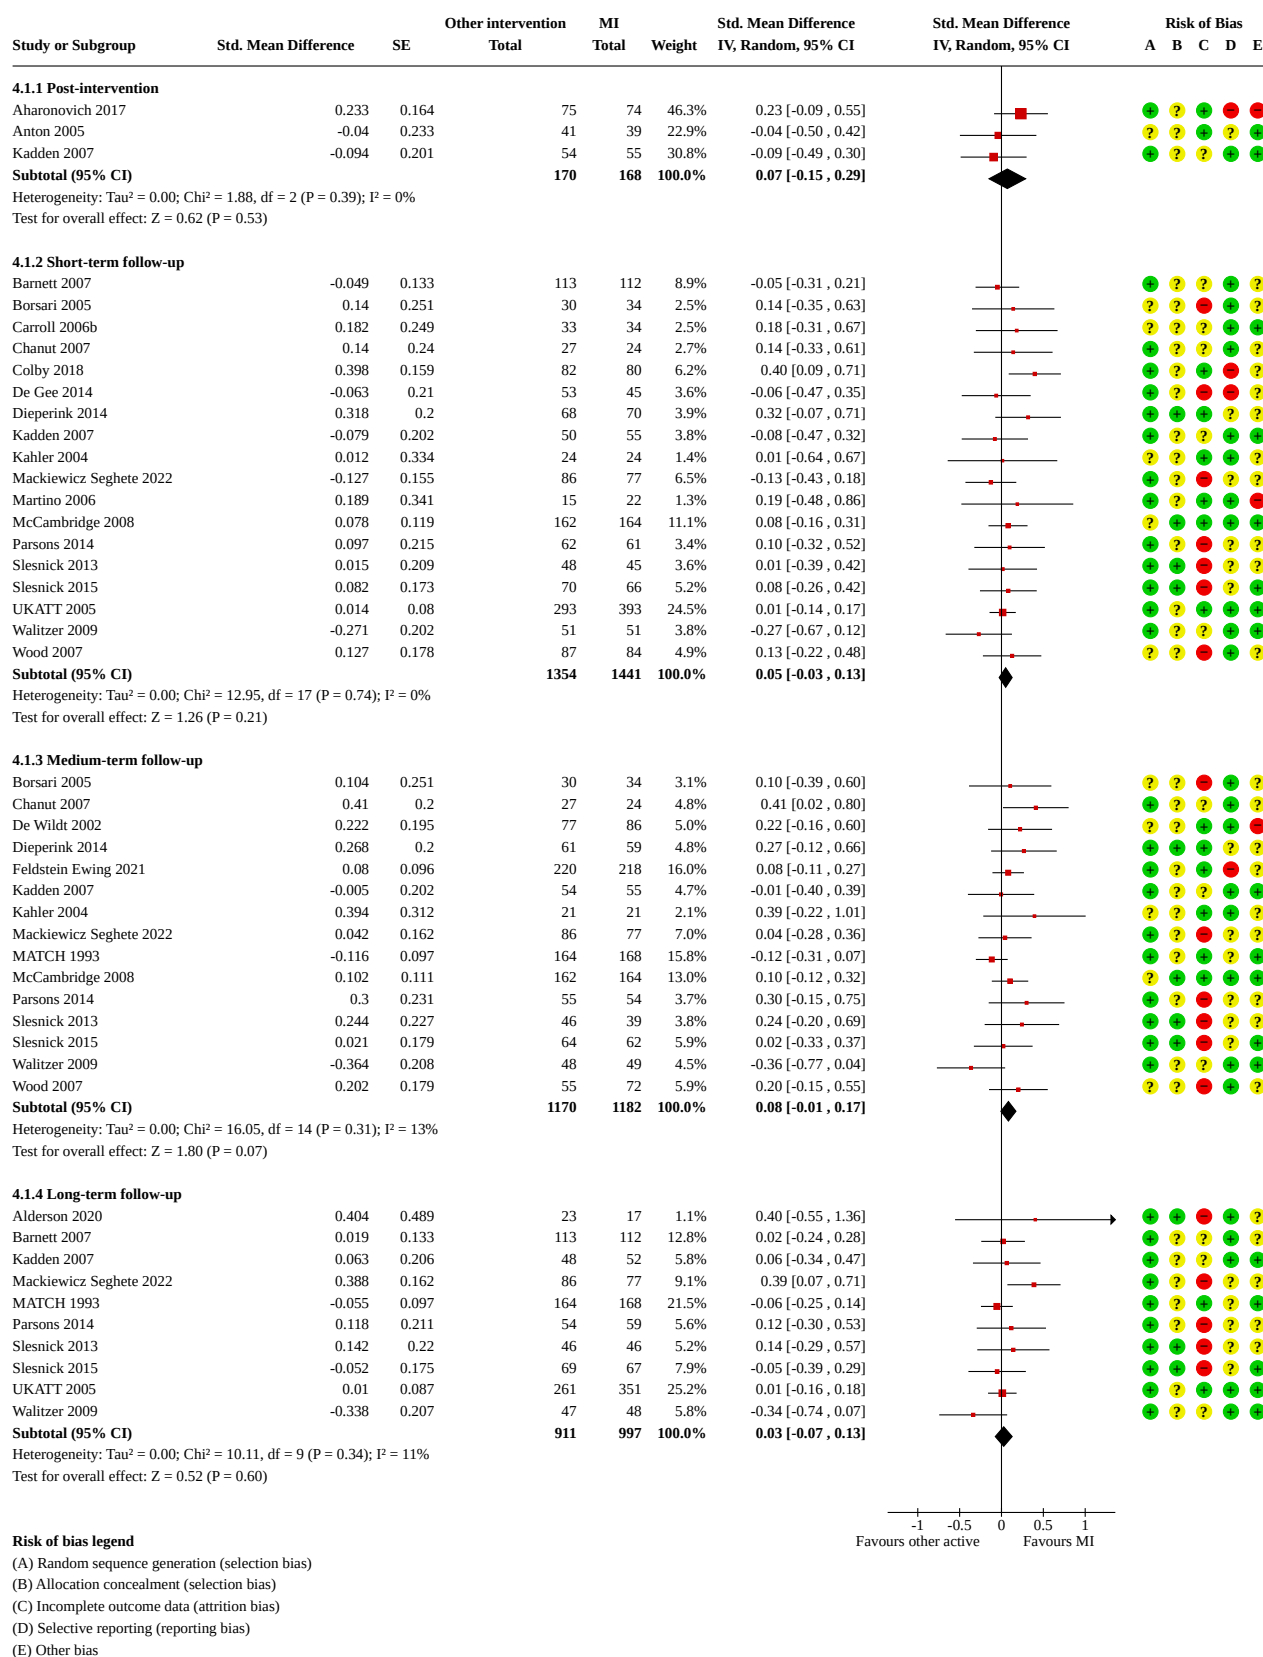 Other intervention MI Std. Mean Difference Std. Mean Difference Risk of Bias
Study or Subgroup Std. Mean Difference SE Total Total Weight IV, Random, 95% CI IV, Random, 95% CI A B C D E
4.1.1 Post-intervention
Aharonovich 2017 0.233 0.164 75 74 46.3% 0.23 [-0.09 , 0.55] + ? + − −
Anton 2005 -0.04 0.233 41 39 22.9% -0.04 [-0.50 , 0.42] ? ? + ? +
Kadden 2007 -0.094 0.201 54 55 30.8% -0.09 [-0.49 , 0.30] + ? ? + +
Subtotal (95% CI) 170 168 100.0% 0.07 [-0.15 , 0.29]
Heterogeneity: Tau² = 0.00; Chi² = 1.88, df = 2 (P = 0.39); I² = 0%
Test for overall effect: Z = 0.62 (P = 0.53)
4.1.2 Short-term follow-up
Barnett 2007 -0.049 0.133 113 112 8.9% -0.05 [-0.31 , 0.21] + ? ? + ?
Borsari 2005 0.14 0.251 30 34 2.5% 0.14 [-0.35 , 0.63] ? ? − + ?
Carroll 2006b 0.182 0.249 33 34 2.5% 0.18 [-0.31 , 0.67] ? ? ? + +
Chanut 2007 0.14 0.24 27 24 2.7% 0.14 [-0.33 , 0.61] + ? ? + ?
Colby 2018 0.398 0.159 82 80 6.2% 0.40 [0.09 , 0.71] + ? + − ?
De Gee 2014 -0.063 0.21 53 45 3.6% -0.06 [-0.47 , 0.35] + ? − − ?
Dieperink 2014 0.318 0.2 68 70 3.9% 0.32 [-0.07 , 0.71] + + + ? ?
Kadden 2007 -0.079 0.202 50 55 3.8% -0.08 [-0.47 , 0.32] + ? ? + +
Kahler 2004 0.012 0.334 24 24 1.4% 0.01 [-0.64 , 0.67] ? ? + + ?
Mackiewicz Seghete 2022 -0.127 0.155 86 77 6.5% -0.13 [-0.43 , 0.18] + ? − ? ?
Martino 2006 0.189 0.341 15 22 1.3% 0.19 [-0.48 , 0.86] + ? + + −
McCambridge 2008 0.078 0.119 162 164 11.1% 0.08 [-0.16 , 0.31] ? + + + +
Parsons 2014 0.097 0.215 62 61 3.4% 0.10 [-0.32 , 0.52] + ? − ? ?
Slesnick 2013 0.015 0.209 48 45 3.6% 0.01 [-0.39 , 0.42] + + − ? ?
Slesnick 2015 0.082 0.173 70 66 5.2% 0.08 [-0.26 , 0.42] + + − ? +
UKATT 2005 0.014 0.08 293 393 24.5% 0.01 [-0.14 , 0.17] + ? + + +
Walitzer 2009 -0.271 0.202 51 51 3.8% -0.27 [-0.67 , 0.12] + ? ? + +
Wood 2007 0.127 0.178 87 84 4.9% 0.13 [-0.22 , 0.48] ? ? − + ?
Subtotal (95% CI) 1354 1441 100.0% 0.05 [-0.03 , 0.13]
Heterogeneity: Tau² = 0.00; Chi² = 12.95, df = 17 (P = 0.74); I² = 0%
Test for overall effect: Z = 1.26 (P = 0.21)
4.1.3 Medium-term follow-up
Borsari 2005 0.104 0.251 30 34 3.1% 0.10 [-0.39 , 0.60] ? ? − + ?
Chanut 2007 0.41 0.2 27 24 4.8% 0.41 [0.02 , 0.80] + ? ? + ?
De Wildt 2002 0.222 0.195 77 86 5.0% 0.22 [-0.16 , 0.60] ? ? + + −
Dieperink 2014 0.268 0.2 61 59 4.8% 0.27 [-0.12 , 0.66] + + + ? ?
Feldstein Ewing 2021 0.08 0.096 220 218 16.0% 0.08 [-0.11 , 0.27] + ? + − ?
Kadden 2007 -0.005 0.202 54 55 4.7% -0.01 [-0.40 , 0.39] + ? ? + +
Kahler 2004 0.394 0.312 21 21 2.1% 0.39 [-0.22 , 1.01] ? ? + + ?
Mackiewicz Seghete 2022 0.042 0.162 86 77 7.0% 0.04 [-0.28 , 0.36] + ? − ? ?
MATCH 1993 -0.116 0.097 164 168 15.8% -0.12 [-0.31 , 0.07] + ? + ? +
McCambridge 2008 0.102 0.111 162 164 13.0% 0.10 [-0.12 , 0.32] ? + + + +
Parsons 2014 0.3 0.231 55 54 3.7% 0.30 [-0.15 , 0.75] + ? − ? ?
Slesnick 2013 0.244 0.227 46 39 3.8% 0.24 [-0.20 , 0.69] + + − ? ?
Slesnick 2015 0.021 0.179 64 62 5.9% 0.02 [-0.33 , 0.37] + + − ? +
Walitzer 2009 -0.364 0.208 48 49 4.5% -0.36 [-0.77 , 0.04] + ? ? + +
Wood 2007 0.202 0.179 55 72 5.9% 0.20 [-0.15 , 0.55] ? ? − + ?
Subtotal (95% CI) 1170 1182 100.0% 0.08 [-0.01 , 0.17]
Heterogeneity: Tau² = 0.00; Chi² = 16.05, df = 14 (P = 0.31); I² = 13%
Test for overall effect: Z = 1.80 (P = 0.07)
4.1.4 Long-term follow-up
Alderson 2020 0.404 0.489 23 17 1.1% 0.40 [-0.55 , 1.36] + + − + ?
Barnett 2007 0.019 0.133 113 112 12.8% 0.02 [-0.24 , 0.28] + ? ? + ?
Kadden 2007 0.063 0.206 48 52 5.8% 0.06 [-0.34 , 0.47] + ? ? + +
Mackiewicz Seghete 2022 0.388 0.162 86 77 9.1% 0.39 [0.07 , 0.71] + ? − ? ?
MATCH 1993 -0.055 0.097 164 168 21.5% -0.06 [-0.25 , 0.14] + ? + ? +
Parsons 2014 0.118 0.211 54 59 5.6% 0.12 [-0.30 , 0.53] + ? − ? ?
Slesnick 2013 0.142 0.22 46 46 5.2% 0.14 [-0.29 , 0.57] + + − ? ?
Slesnick 2015 -0.052 0.175 69 67 7.9% -0.05 [-0.39 , 0.29] + + − ? +
UKATT 2005 0.01 0.087 261 351 25.2% 0.01 [-0.16 , 0.18] + ? + + +
Walitzer 2009 -0.338 0.207 47 48 5.8% -0.34 [-0.74 , 0.07] + ? ? + +
Subtotal (95% CI) 911 997 100.0% 0.03 [-0.07 , 0.13]
Heterogeneity: Tau² = 0.00; Chi² = 10.11, df = 9 (P = 0.34); I² = 11%
Test for overall effect: Z = 0.52 (P = 0.60)
-1 -0.5 0 0.5 1
Favours other active Favours MI
Risk of bias legend
(A) Random sequence generation (selection bias)
(B) Allocation concealment (selection bias)
(C) Incomplete outcome data (attrition bias)
(D) Selective reporting (reporting bias)
(E) Other bias